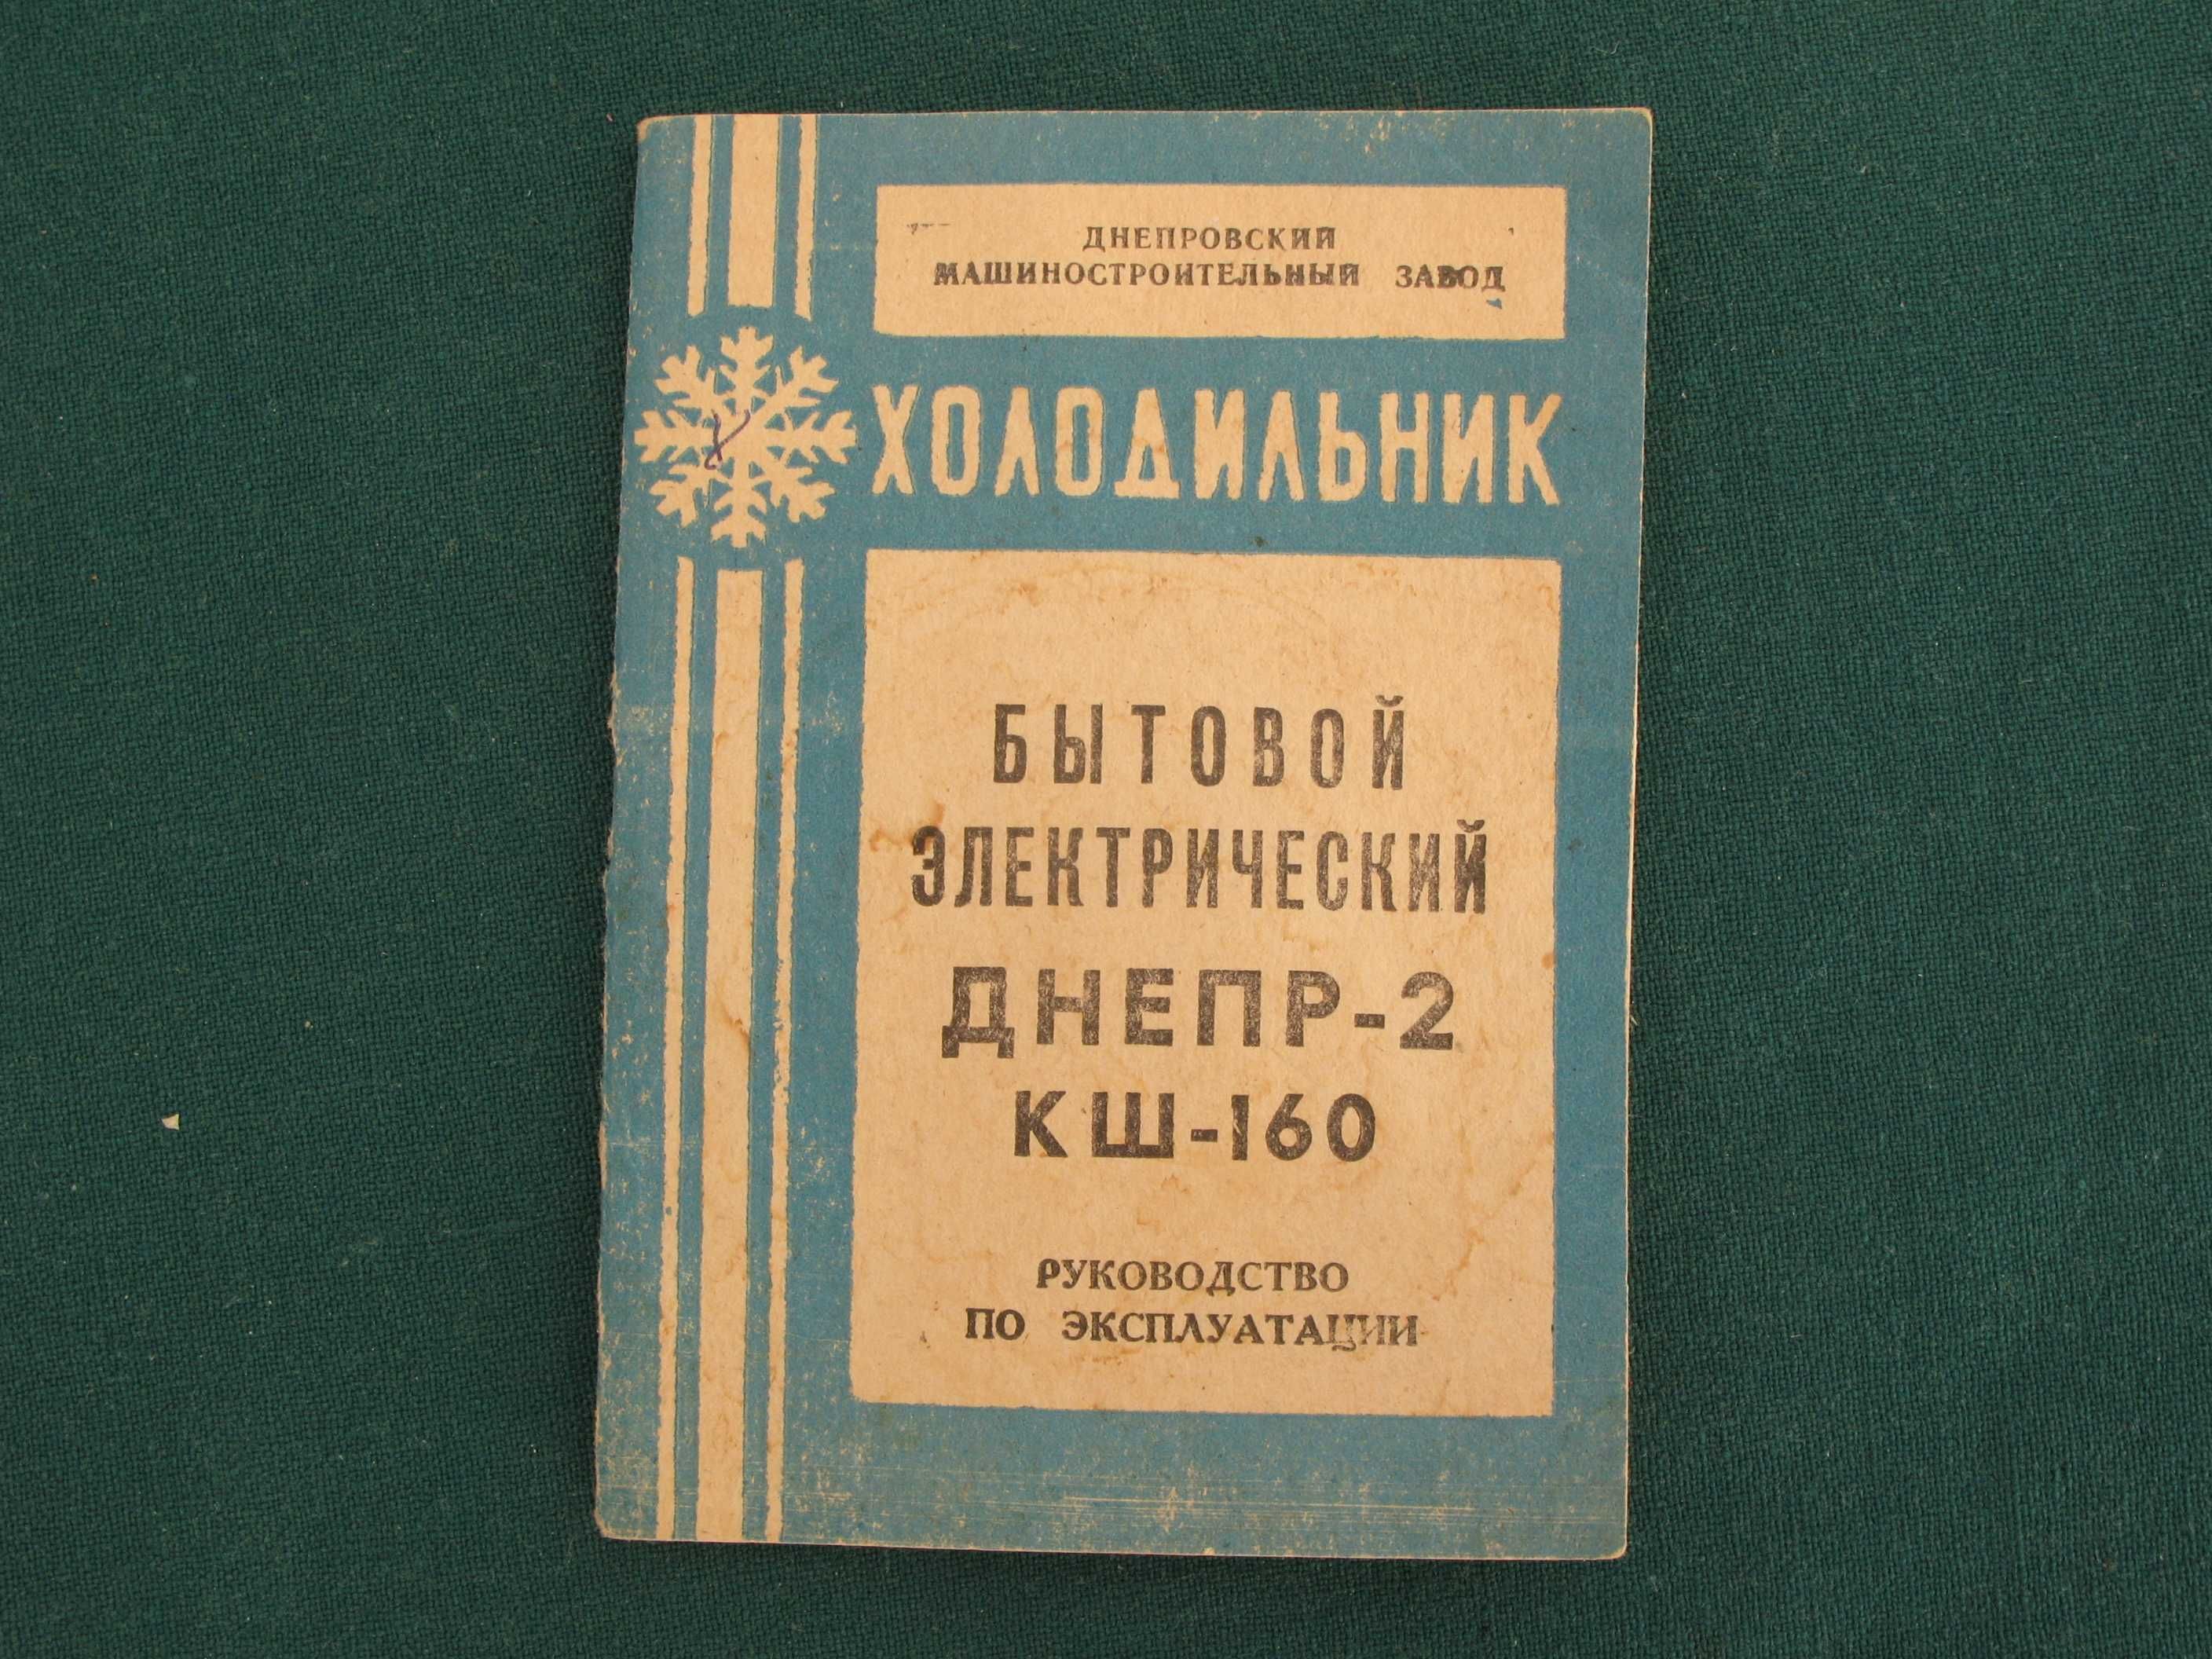 ДНЕПРОВСКИЙ
МАШИНОСТРОИТЕЛЬНЫЙ ЗАВОД
ХОЛОДИЛЬНИК
БЫТОВОЙ
ЭЛЕКТРИЧЕСКИЙ
ДНЕПР-2
КШ-160
РУКОВОДСТВО
ПО ЭКСПЛУАТАЦИИ